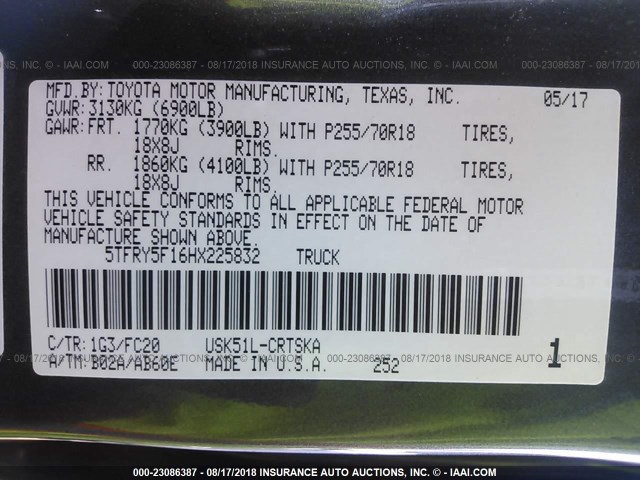 000-23086387 - 08/17/2018 INSURANCE AUTO AUCTIONS, INC. - © IAAI.COM
MFD.BY:TOYOTA MOTOR MANUFACTURING, TEXAS, INC. 05/17
GVWR:3130KG (6900LB)
GAWR:FRT. 1770KG (3900LB) WITH P255/70R18 TIRES,
18X8J RIMS.
RR. 1860KG (4100LB) WITH P255/70R18 TIRES,
18X8J RIMS.
THIS VEHICLE CONFORMS TO ALL APPLICABLE FEDERAL MOTOR
VEHICLE SAFETY STANDARDS IN EFFECT ON THE DATE OF
MANUFACTURE SHOWN ABOVE.
5TFRY5F16HX225832 TRUCK
C/TR:1G3/FC20 USK51L-CRTSKA
A/TM:B02A/AB60E MADE IN U.S.A. 252 1
000-23086387 - 08/17/2018 INSURANCE AUTO AUCTIONS, INC. - © IAAI.COM